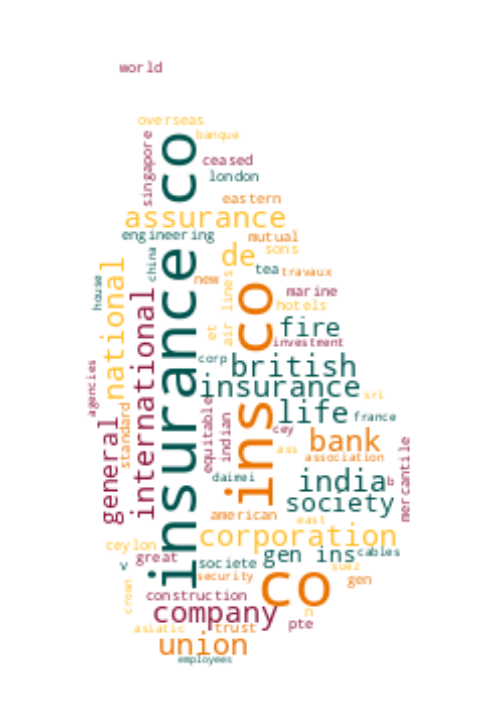 world
overseas
banque
singapore
insurance co
ceased
london
eastern
assurance
engineering
mutual
sons
de
china
tea
travaux
house
national
new
air lines
marine
international
ins co
hotels
et
fire
investment
corp
british
insurance
sri
agencies
standard
equitable
life
france
general
indian
cey
bank
ass
association
mercantile
daimei
india
b
society
american
east
corporation
ceylon
gen ins
cables
great
societe
suez
v
security
co
gen
crown
construction
company
n
pte
asiatic
trust
union
employees